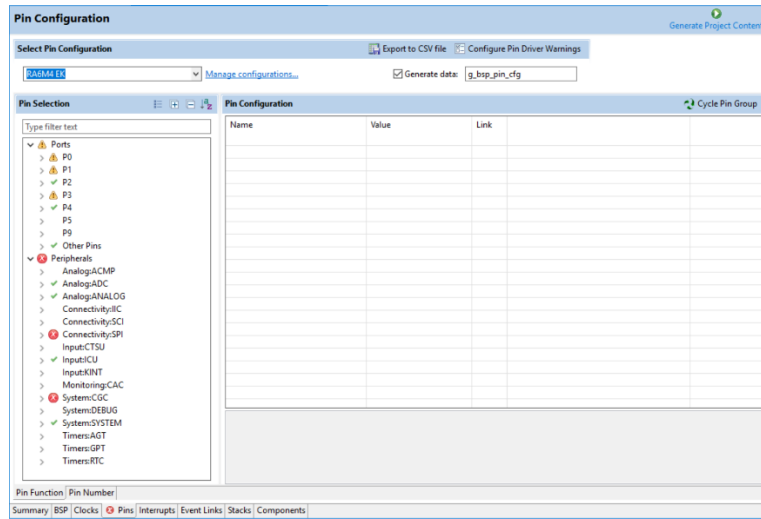 Pin Configuration
Generate Project Content
Select Pin Configuration
Export to CSV file
Configure Pin Driver Warnings
RA6M4 EK
Manage configurations...
Generate data:
g_bsp_pin_cfg
Pin Selection
Pin Configuration
Cycle Pin Group
Type filter text
Name Value Link
Ports
P0
P1
P2
P3
P4
P5
P9
Other Pins
Peripherals
Analog:ACMP
Analog:ADC
Analog:ANALOG
Connectivity:IIC
Connectivity:SCI
Connectivity:SPI
Input:CTSU
Input:ICU
Input:KINT
Monitoring:CAC
System:CGC
System:DEBUG
System:SYSTEM
Timers:AGT
Timers:GPT
Timers:RTC
Pin Function Pin Number
Summary BSP Clocks Pins Interrupts Event Links Stacks Components